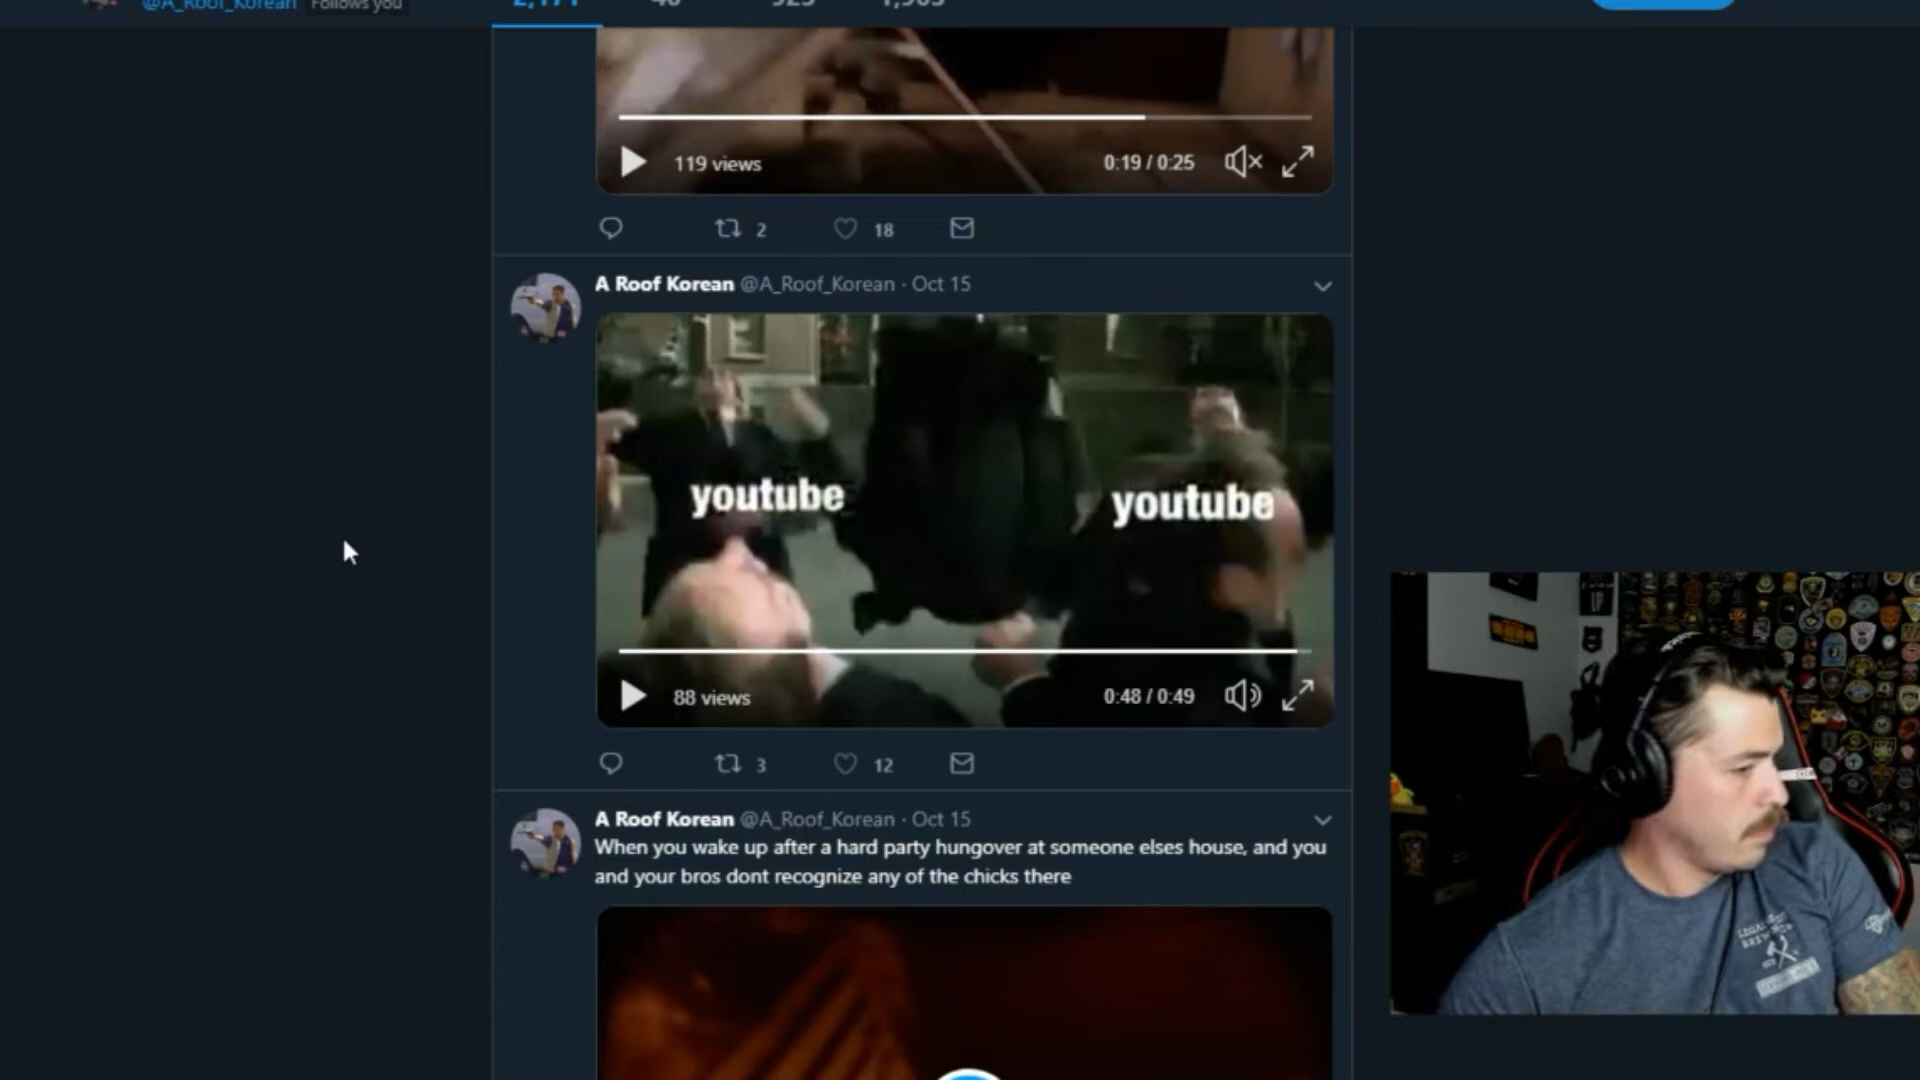 @A_Roof_Korean Follows you
2,171
119 views
0:19 / 0:25
2
18
A Roof Korean @A_Roof_Korean · Oct 15
youtube
youtube
88 views
0:48 / 0:49
3
12
A Roof Korean @A_Roof_Korean · Oct 15
When you wake up after a hard party hungover at someone elses house, and you
and your bros dont recognize any of the chicks there